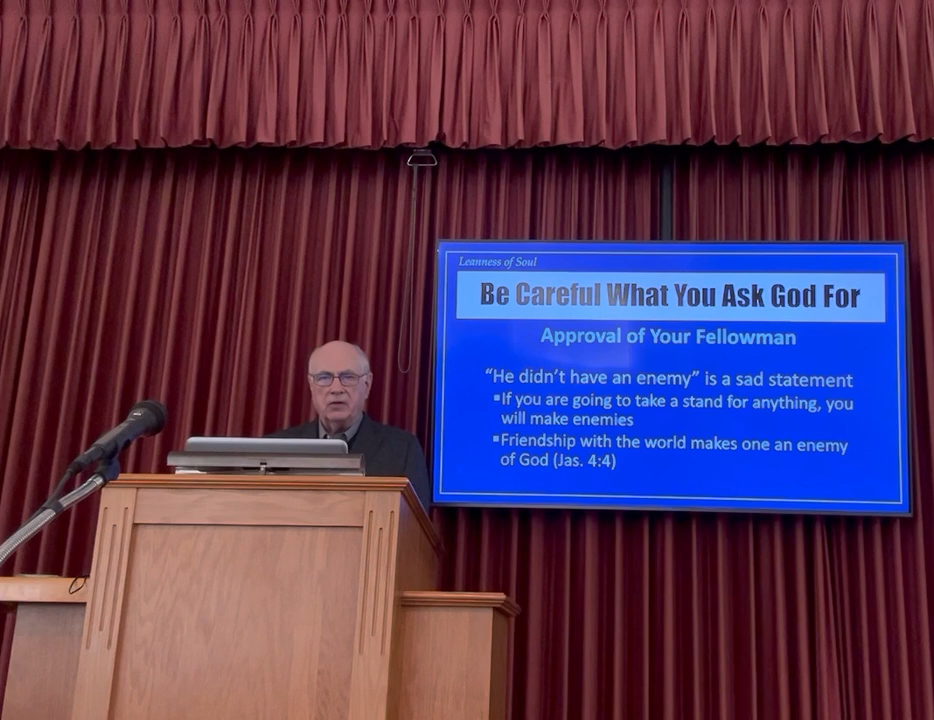 Leanness of Soul
Be Careful What You Ask God For
Approval of Your Fellowman
“He didn’t have an enemy” is a sad statement
▪If you are going to take a stand for anything, you
will make enemies
▪Friendship with the world makes one an enemy
of God (Jas. 4:4)